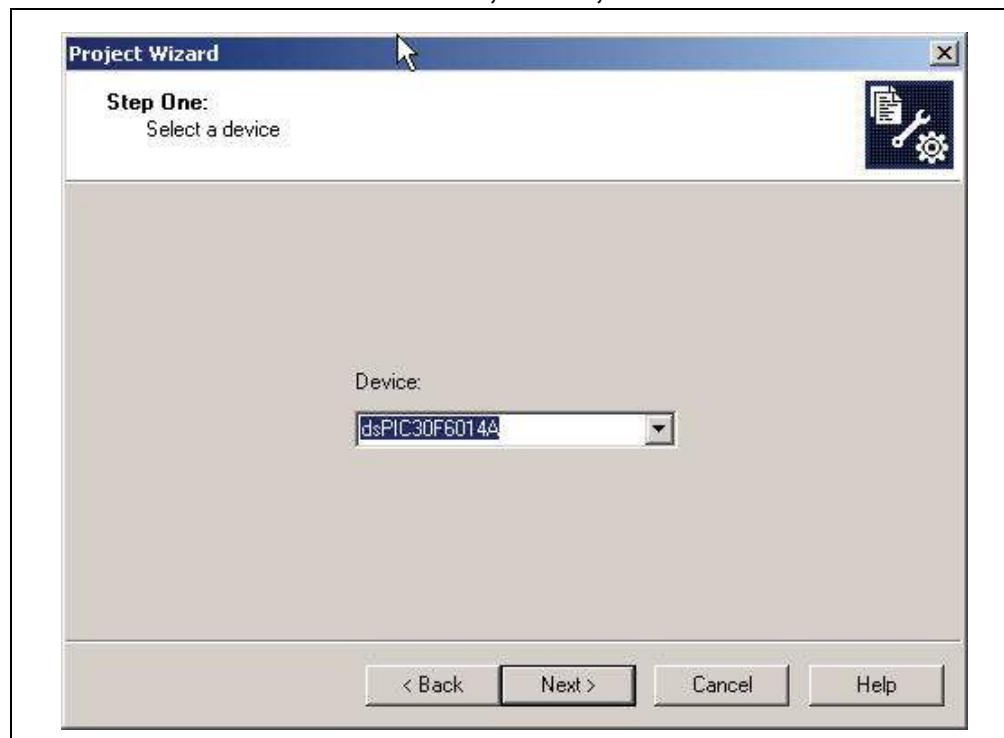 Project Wizard
Step One:
Select a device
Device:
dsPIC30F6014A
< Back Next > Cancel Help